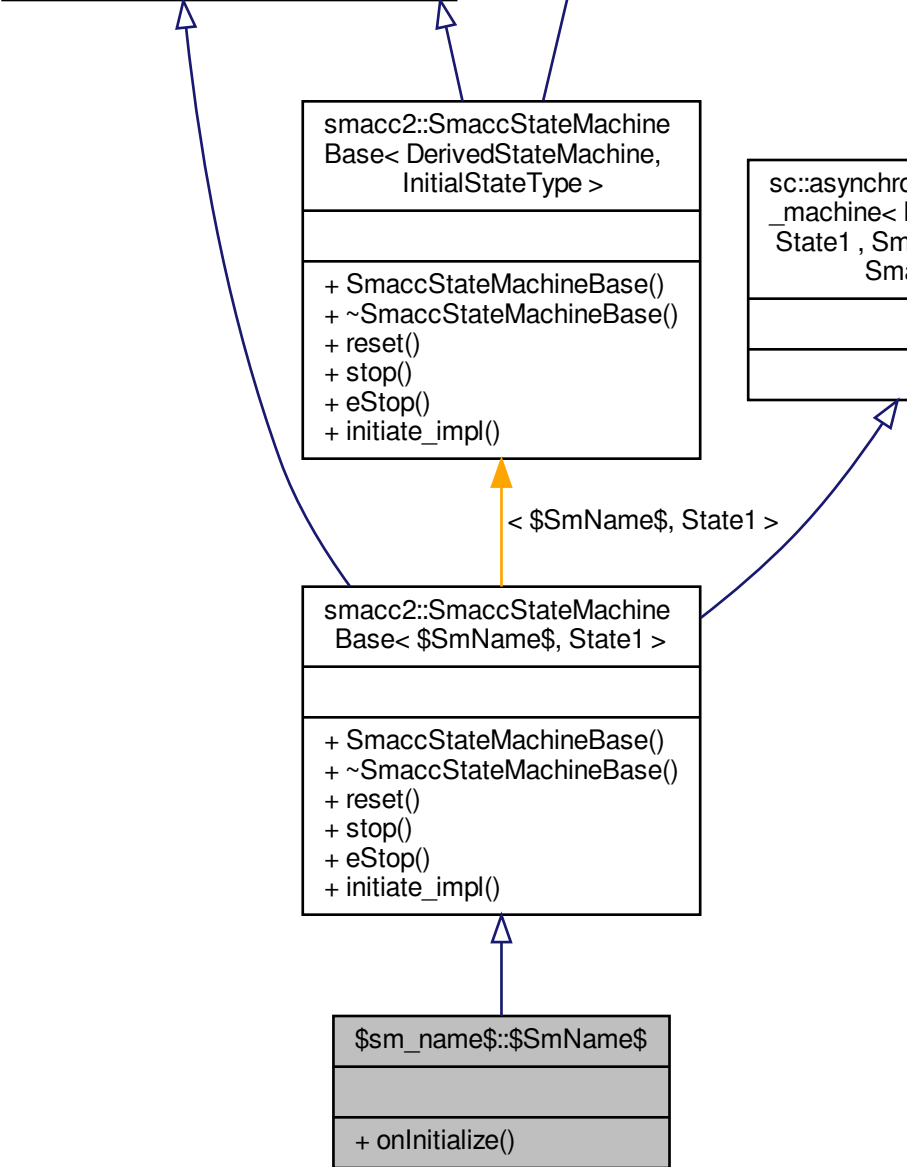 smacc2::SmaccStateMachine
Base< DerivedStateMachine,
InitialStateType >
+ SmaccStateMachineBase()
+ ~SmaccStateMachineBase()
+ reset()
+ stop()
+ eStop()
+ initiate_impl()
sc::asynchro
_machine<
State1 , Sm
Sma
< $SmName$, State1 >
smacc2::SmaccStateMachine
Base< $SmName$, State1 >
+ SmaccStateMachineBase()
+ ~SmaccStateMachineBase()
+ reset()
+ stop()
+ eStop()
+ initiate_impl()
$sm_name$::$SmName$
+ onInitialize()